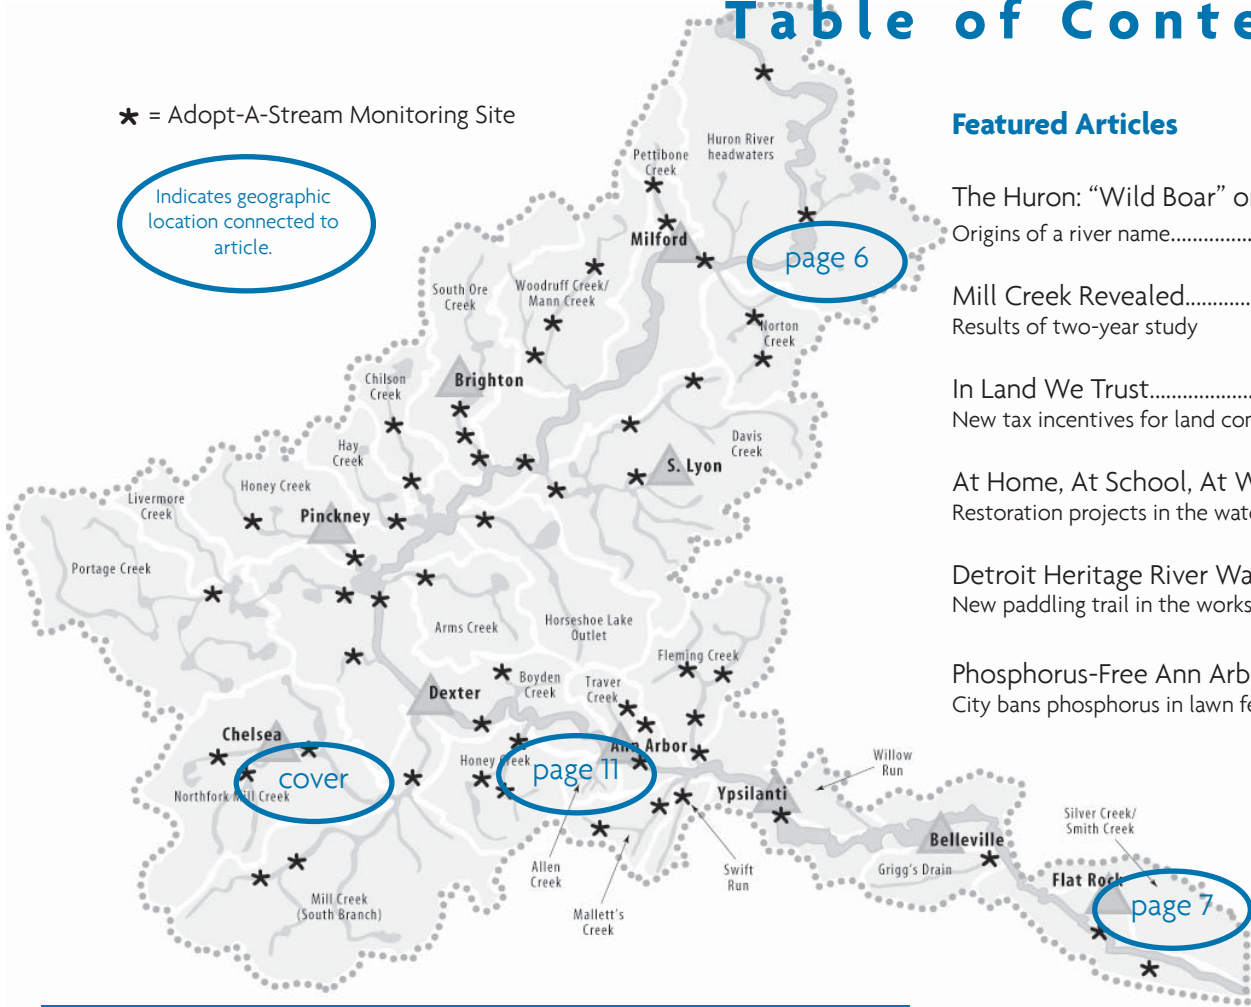 Table of Conte
★ = Adopt-A-Stream Monitoring Site
Indicates geographic
location connected to
article.
Huron River
headwaters
Pettibone
Creek
Milford
page 6
South Ore
Creek
Woodruff Creek/
Mann Creek
Norton
Creek
Chilson
Creek
Brighton
Hay
Creek
Davis
Creek
S. Lyon
Livermore
Creek
Honey Creek
Pinckney
Portage Creek
Arms Creek
Horseshoe Lake
Outlet
Fleming Creek
Boyden
Creek
Traver
Creek
Dexter
Chelsea
Ann Arbor
Honey Creek
cover
page 11
Northfork Mill Creek
Willow
Run
Ypsilanti
Silver Creek/
Smith Creek
Belleville
Grigg's Drain
Flat Rock
page 7
Allen
Creek
Swift
Run
Mill Creek
(South Branch)
Mallett's
Creek
Featured Articles
The Huron: “Wild Boar” or
Origins of a river name.................
Mill Creek Revealed............
Results of two-year study
In Land We Trust..................
New tax incentives for land con
At Home, At School, At W
Restoration projects in the wate
Detroit Heritage River Wa
New paddling trail in the works
Phosphorus-Free Ann Arb
City bans phosphorus in lawn fe